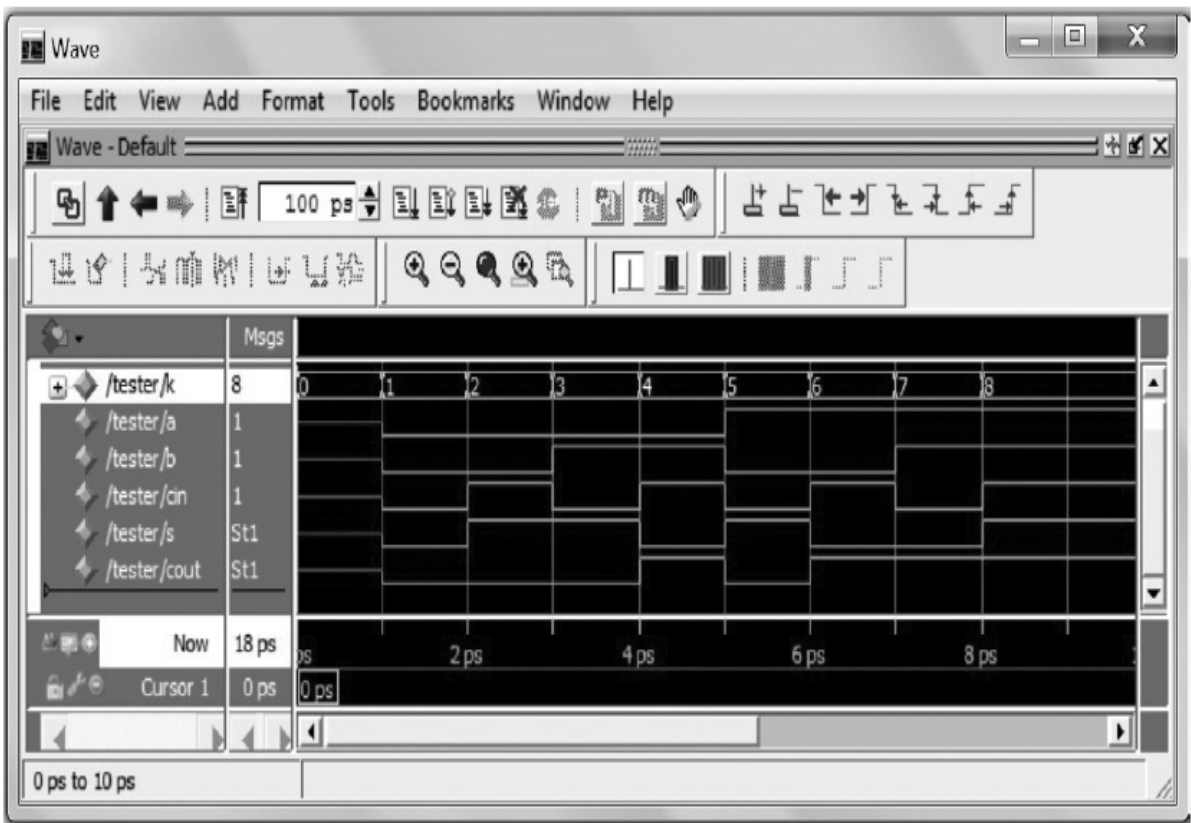 Wave
File Edit View Add Format Tools Bookmarks Window Help
Wave - Default
100 ps
Msgs
/tester/k 8 0 1 2 3 4 5 6 7 8
/tester/a 1
/tester/b 1
/tester/cin 1
/tester/s St1
/tester/cout St1
Now 18 ps ps 2 ps 4 ps 6 ps 8 ps 1
Cursor 1 0 ps 0 ps
0 ps to 10 ps